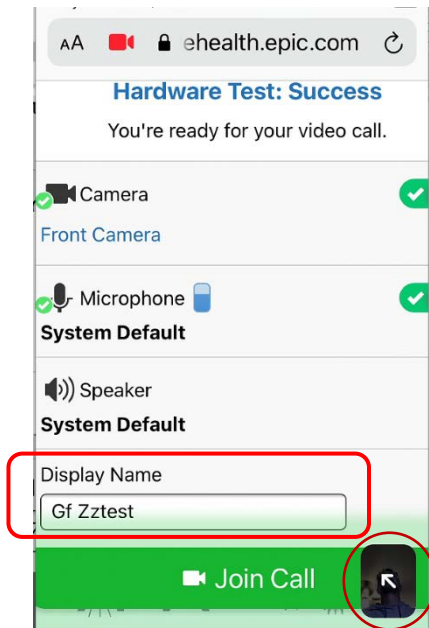 AA ehealth.epic.com
Hardware Test: Success
You're ready for your video call.
Camera
Front Camera
Microphone
System Default
Speaker
System Default
Display Name
Gf Zztest
Join Call